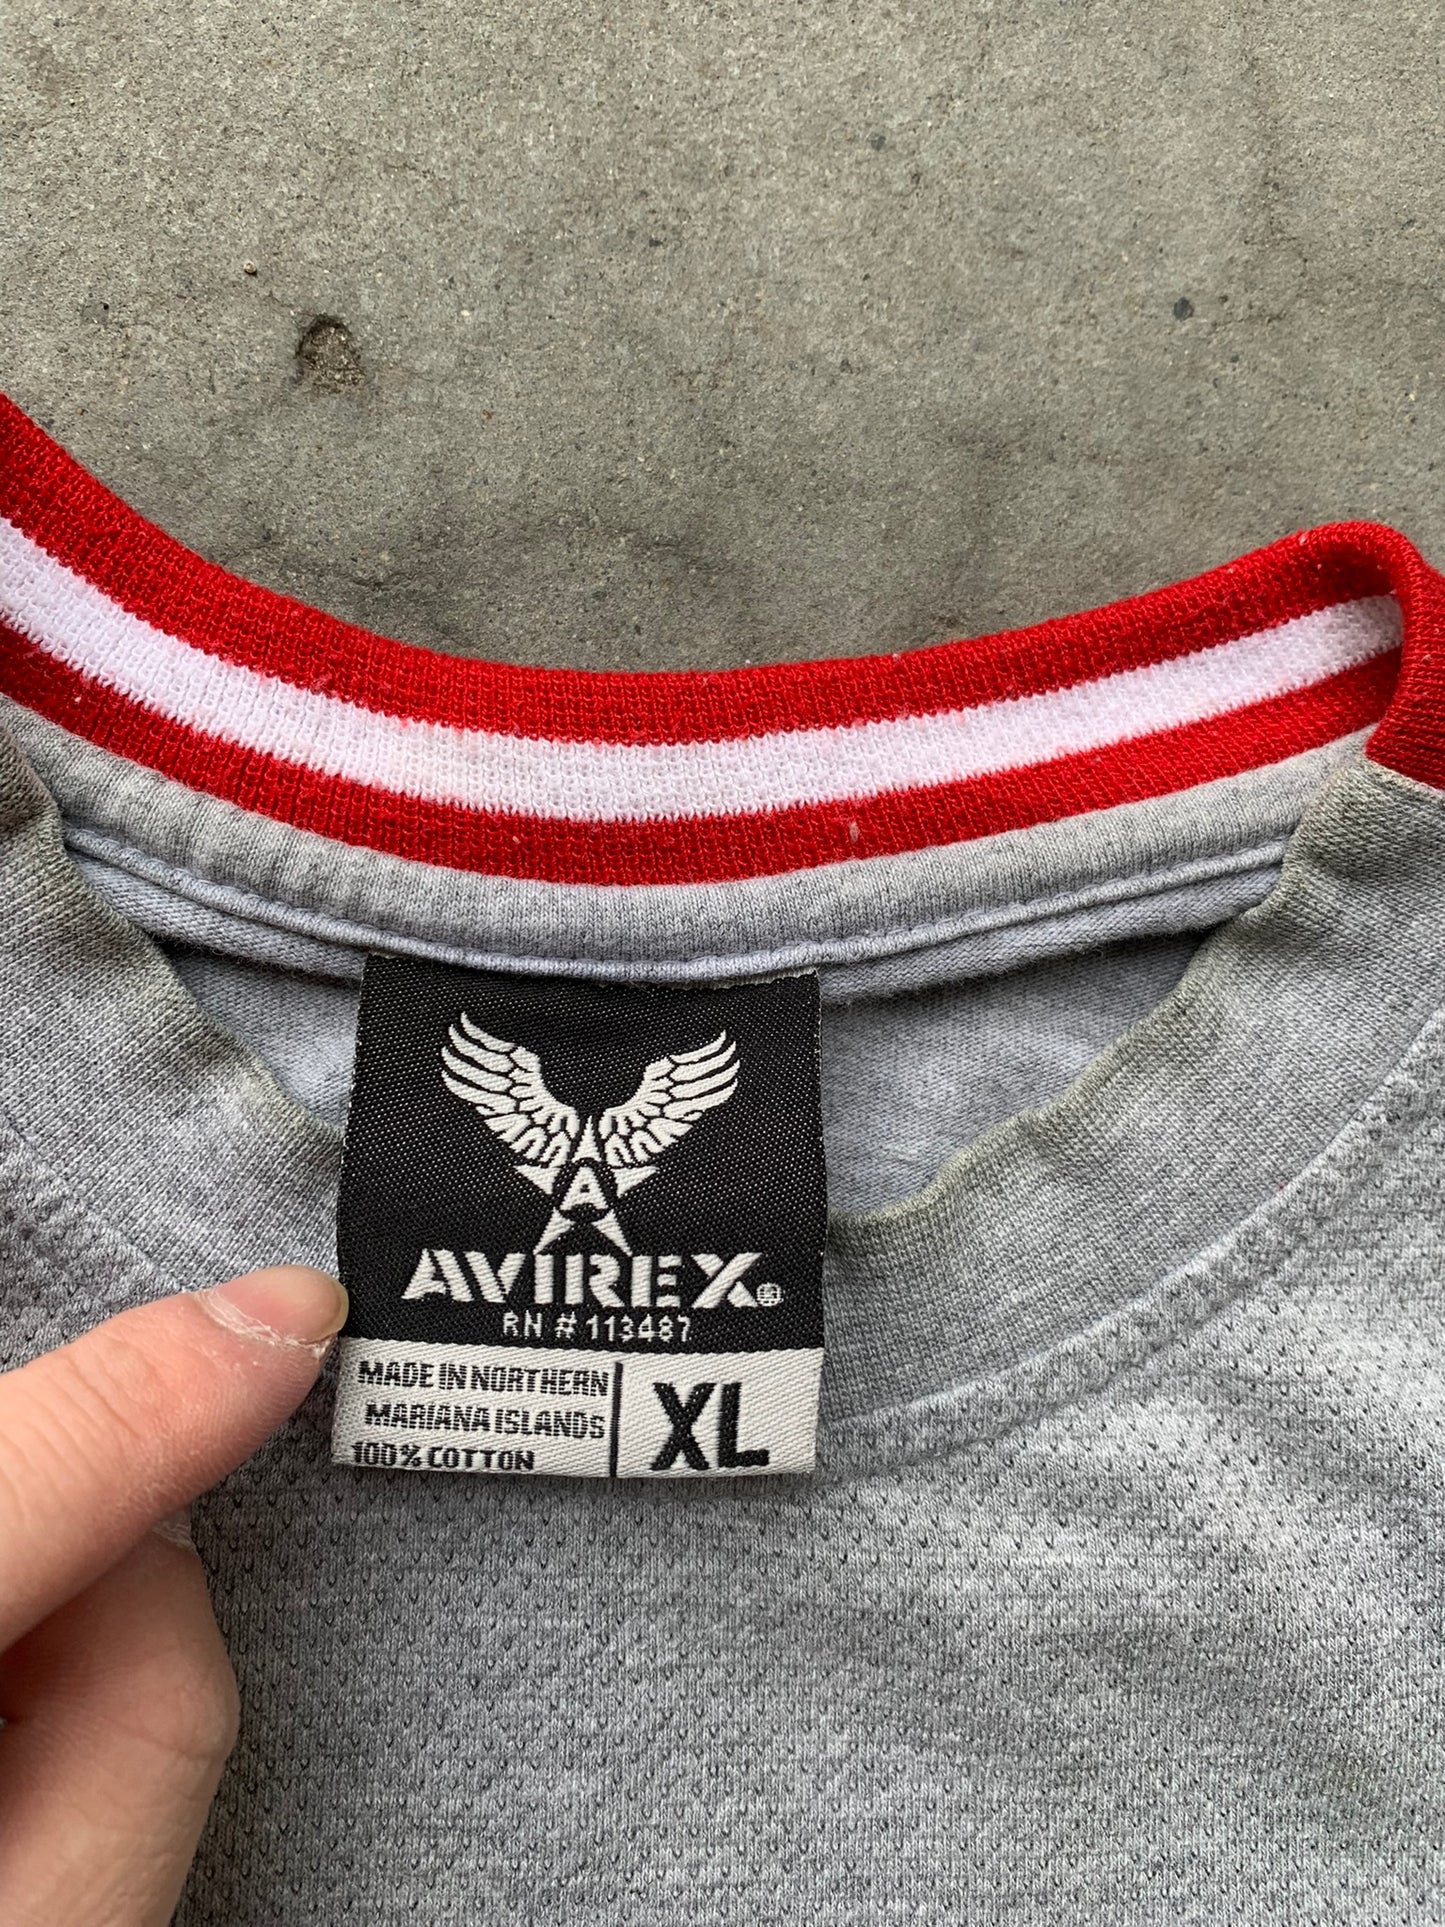 A
AVIREX®
RN # 113487
MADE IN NORTHERN
MARIANA ISLANDS
100% COTTON
XL